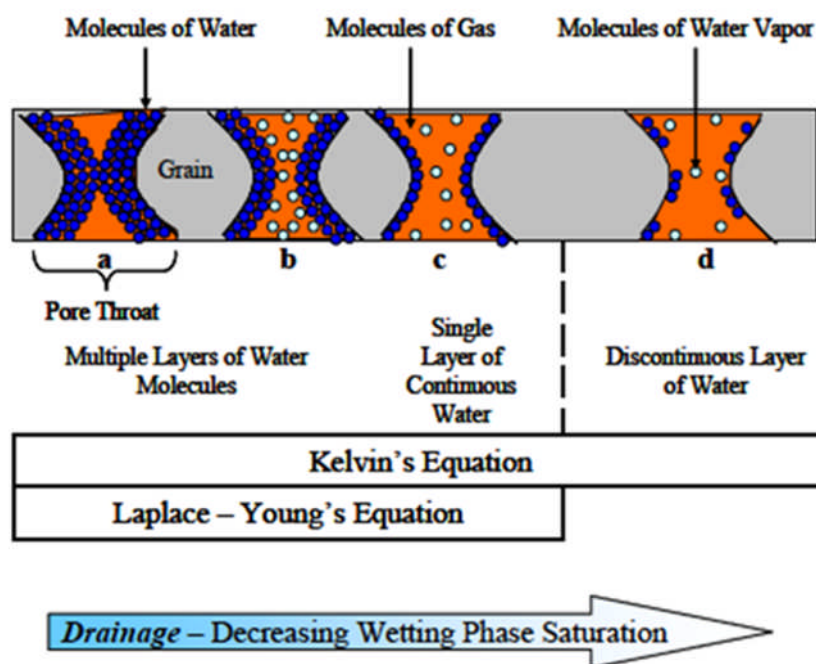 Molecules of Water
Molecules of Gas
Molecules of Water Vapor
Grain
a
b
c
d
Pore Throat
Multiple Layers of Water
Molecules
Single
Layer of
Continuous
Water
Discontinuous Layer
of Water
Kelvin's Equation
Laplace – Young's Equation
Drainage – Decreasing Wetting Phase Saturation